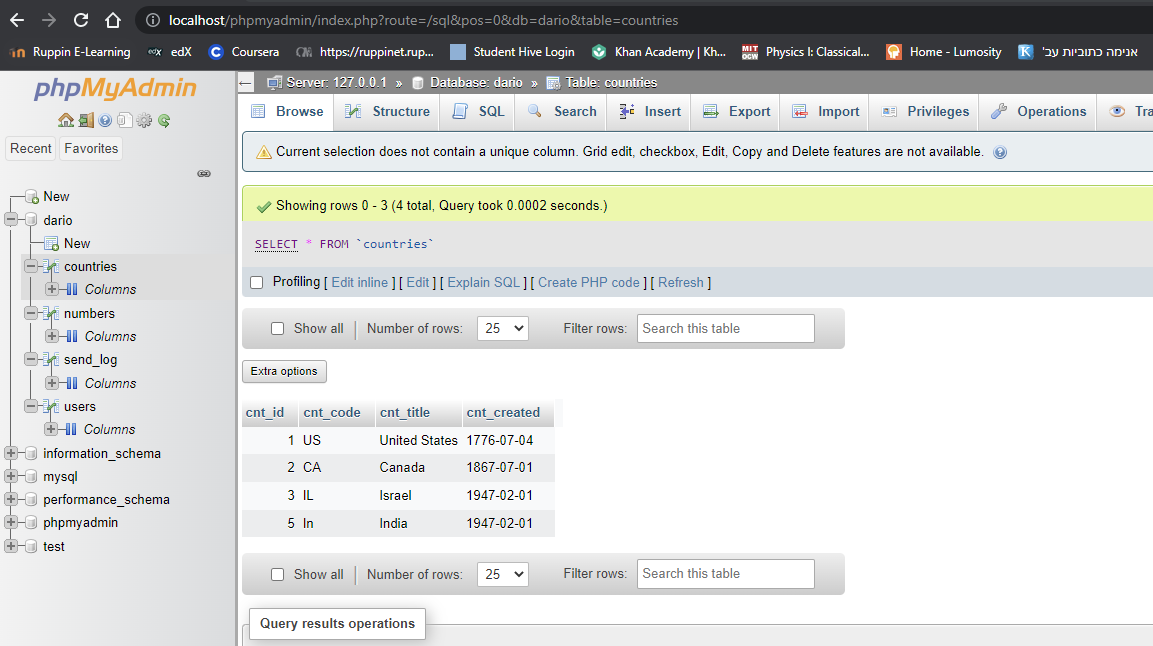 localhost/phpmyadmin/index.php?route=/sql&pos=0&db=dario&table=countries
Ruppin E-Learning edX Coursera https://ruppinet.rup... Student Hive Login Khan Academy | Kh... MIT OCW Physics I: Classical... Home - Lumosity אנימה כתוביות עב'
phpMyAdmin
Recent Favorites
New
dario
New
countries
Columns
numbers
Columns
send_log
Columns
users
Columns
information_schema
mysql
performance_schema
phpmyadmin
test
Server: 127.0.0.1 » Database: dario » Table: countries
Browse Structure SQL Search Insert Export Import Privileges Operations Tra
Current selection does not contain a unique column. Grid edit, checkbox, Edit, Copy and Delete features are not available.
Showing rows 0 - 3 (4 total, Query took 0.0002 seconds.)
SELECT * FROM `countries`
Profiling [ Edit inline ] [ Edit ] [ Explain SQL ] [ Create PHP code ] [ Refresh ]
Show all | Number of rows: 25 Filter rows: Search this table
Extra options
cnt_id cnt_code cnt_title cnt_created
1 US United States 1776-07-04
2 CA Canada 1867-07-01
3 IL Israel 1947-02-01
5 In India 1947-02-01
Show all | Number of rows: 25 Filter rows: Search this table
Query results operations